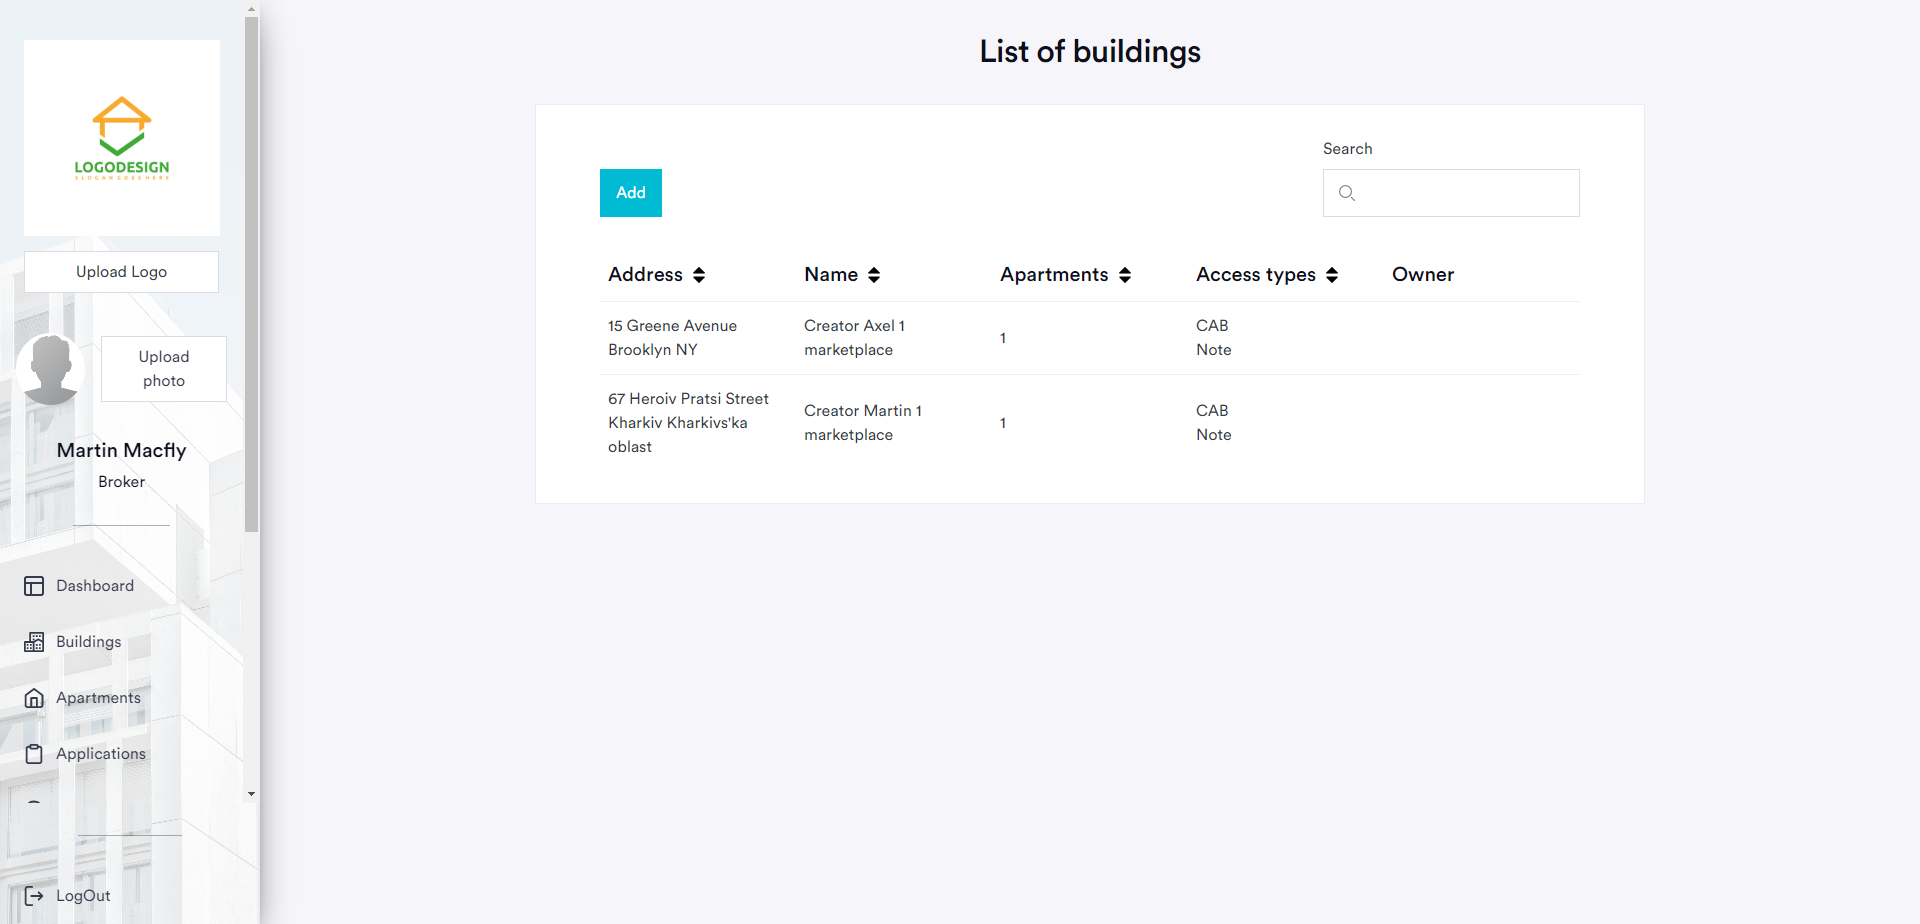 LOGODESIGN
SLOGANGOESHERE
Upload Logo
Upload
photo
Martin Macfly
Broker
Dashboard
Buildings
Apartments
Applications
LogOut
List of buildings
Search
Add
Address Name Apartments Access types Owner
15 Greene Avenue
Brooklyn NY
Creator Axel 1
marketplace
1
CAB
Note
67 Heroiv Pratsi Street
Kharkiv Kharkivs'ka
oblast
Creator Martin 1
marketplace
1
CAB
Note